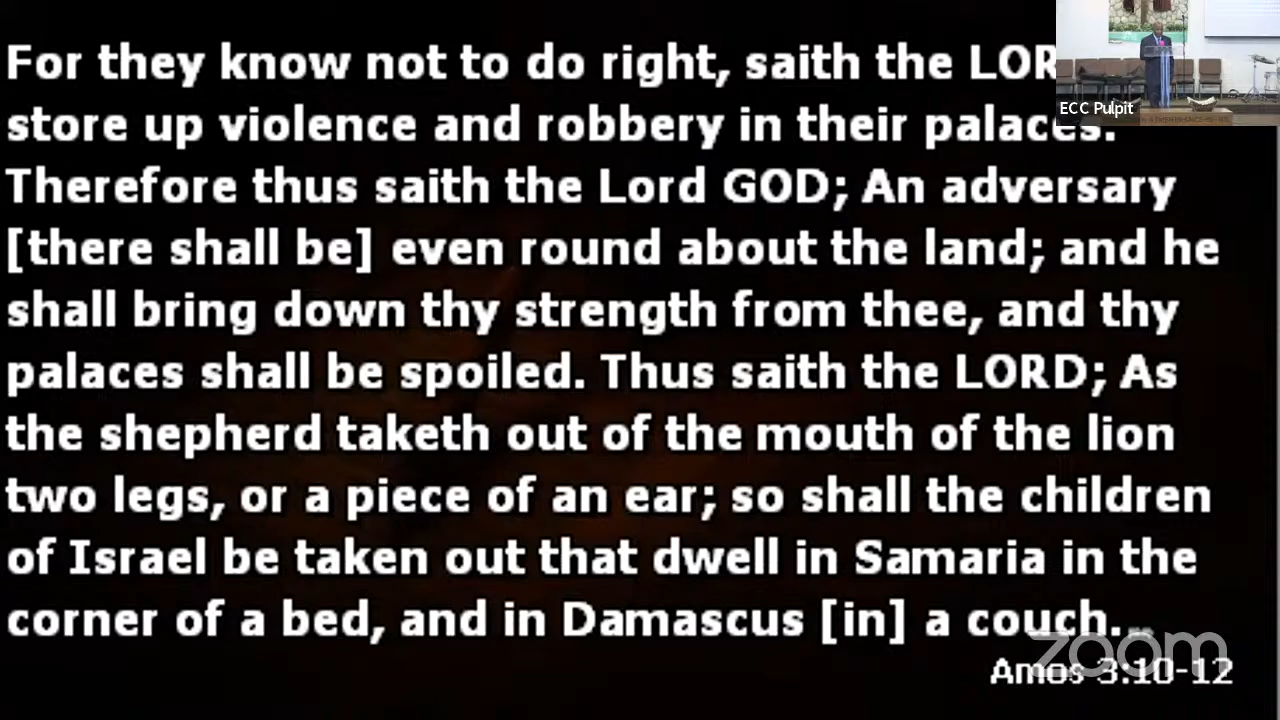 For they know not to do right, saith the LOR
store up violence and robbery in their palaces.
Therefore thus saith the Lord GOD; An adversary
[there shall be] even round about the land; and he
shall bring down thy strength from thee, and thy
palaces shall be spoiled. Thus saith the LORD; As
the shepherd taketh out of the mouth of the lion
two legs, or a piece of an ear; so shall the children
of Israel be taken out that dwell in Samaria in the
corner of a bed, and in Damascus [in] a couch.
Amos 3:10-12
zoom
ECC Pulpit